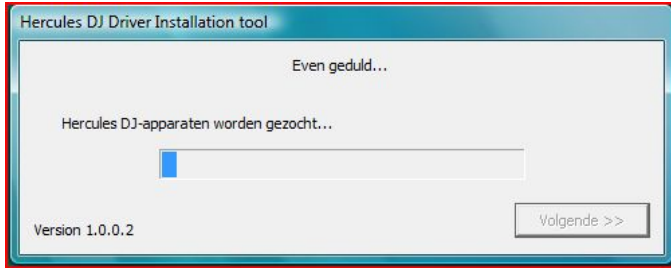 Hercules DJ Driver Installation tool
Even geduld...
Hercules DJ-apparaten worden gezocht...
Volgende >>
Version 1.0.0.2